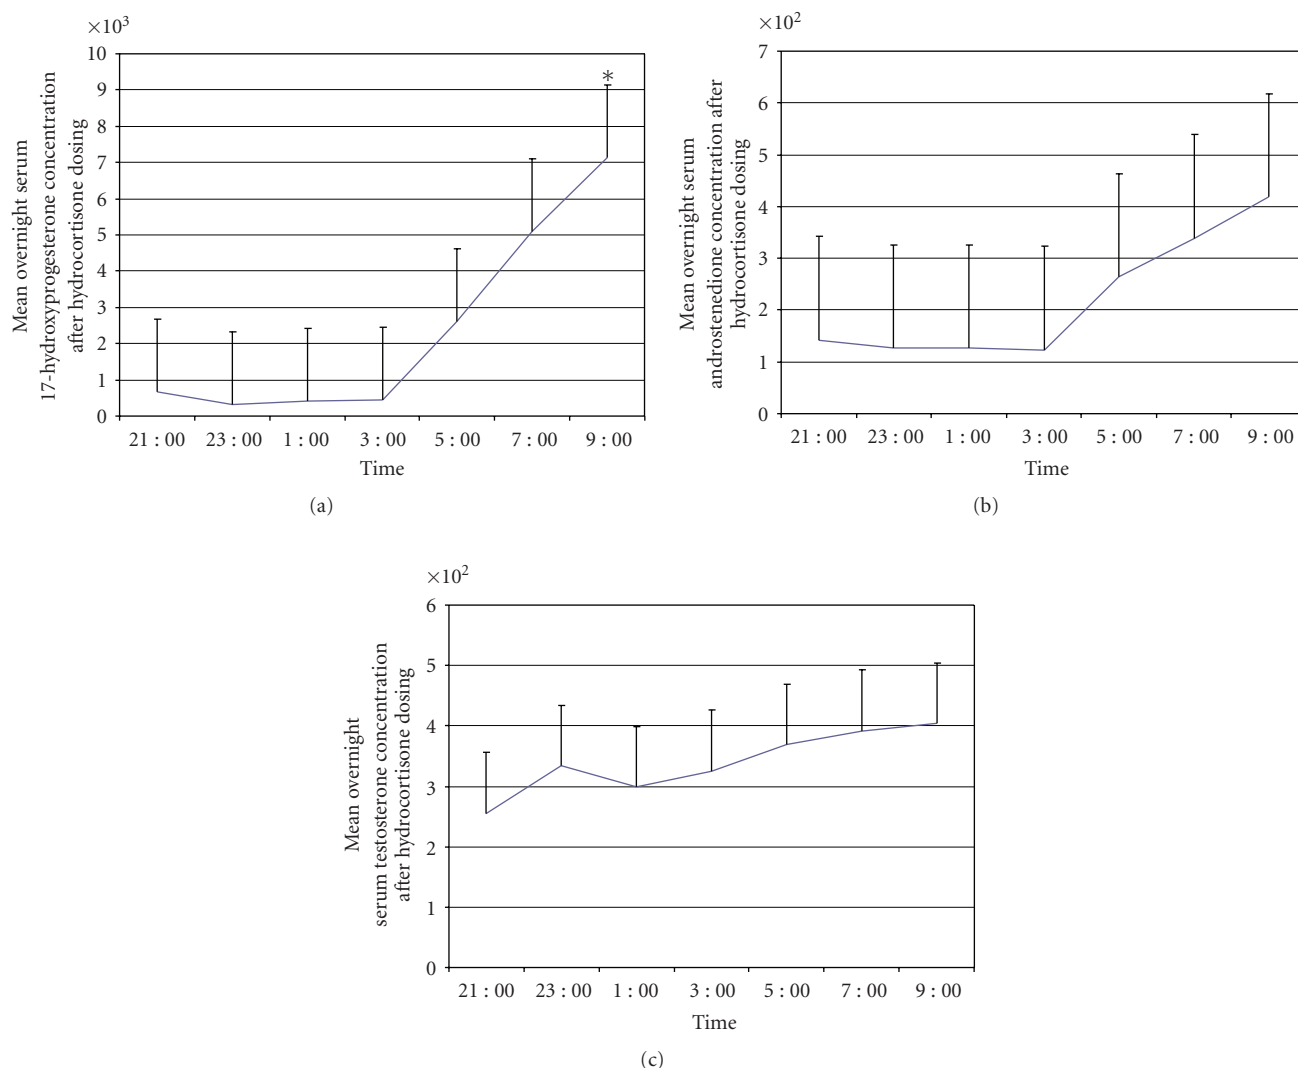 ×10³
10
9
8
7
6
5
4
3
2
1
0
*
Mean overnight serum
17-hydroxyprogesterone concentration
after hydrocortisone dosing
21 : 00 23 : 00 1 : 00 3 : 00 5 : 00 7 : 00 9 : 00
Time
(a)
×10²
7
6
5
4
3
2
1
0
Mean overnight serum
androstenedione concentration after
hydrocortisone dosing
21 : 00 23 : 00 1 : 00 3 : 00 5 : 00 7 : 00 9 : 00
Time
(b)
×10²
6
5
4
3
2
1
0
Mean overnight
serum testosterone concentration
after hydrocortisone dosing
21 : 00 23 : 00 1 : 00 3 : 00 5 : 00 7 : 00 9 : 00
Time
(c)